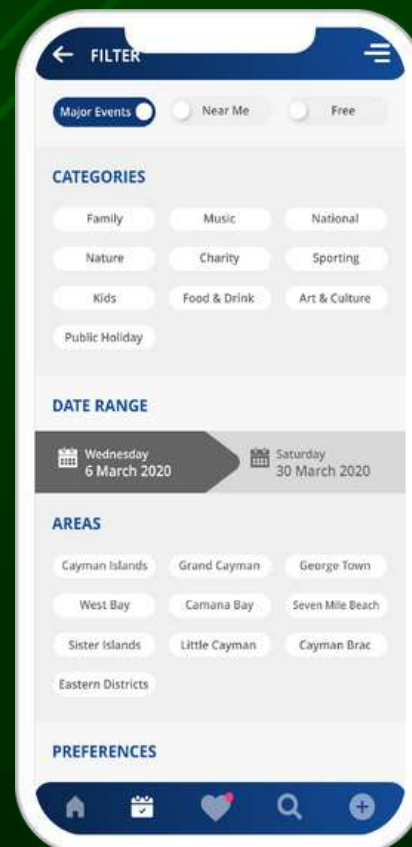 FILTER
Major Events Near Me Free
CATEGORIES
Family Music National
Nature Charity Sporting
Kids Food & Drink Art & Culture
Public Holiday
DATE RANGE
Wednesday Saturday
6 March 2020 30 March 2020
AREAS
Cayman Islands Grand Cayman George Town
West Bay Camana Bay Seven Mile Beach
Sister Islands Little Cayman Cayman Brac
Eastern Districts
PREFERENCES